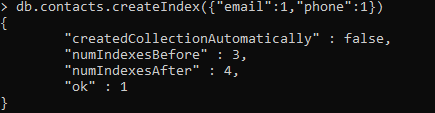 > db.contacts.createIndex({"email":1,"phone":1})
{
        "createdCollectionAutomatically" : false,
        "numIndexesBefore" : 3,
        "numIndexesAfter" : 4,
        "ok" : 1
}